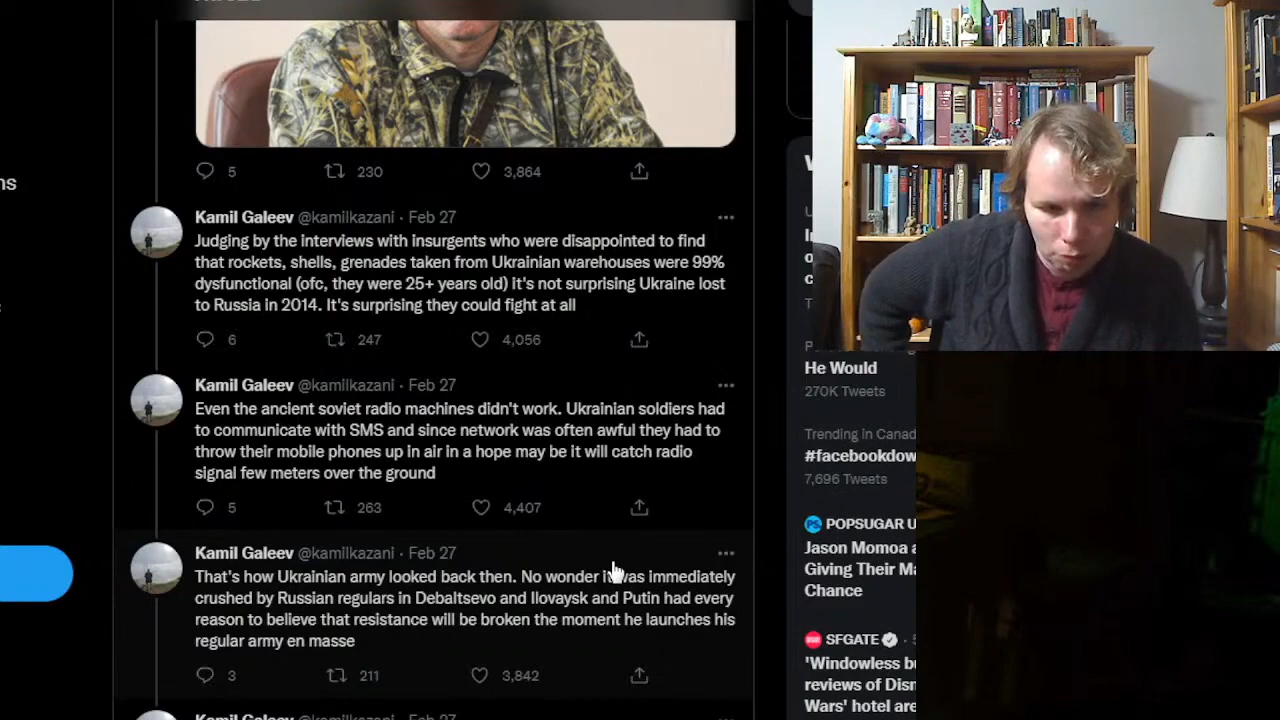 ns
5 230 3,864
Kamil Galeev @kamilkazani · Feb 27
Judging by the interviews with insurgents who were disappointed to find
that rockets, shells, grenades taken from Ukrainian warehouses were 99%
dysfunctional (ofc, they were 25+ years old) it's not surprising Ukraine lost
to Russia in 2014. It's surprising they could fight at all
6 247 4,056
Kamil Galeev @kamilkazani · Feb 27
Even the ancient soviet radio machines didn't work. Ukrainian soldiers had
to communicate with SMS and since network was often awful they had to
throw their mobile phones up in air in a hope may be it will catch radio
signal few meters over the ground
5 263 4,407
Kamil Galeev @kamilkazani · Feb 27
That's how Ukrainian army looked back then. No wonder it was immediately
crushed by Russian regulars in Debaltsevo and Ilovaysk and Putin had every
reason to believe that resistance will be broken the moment he launches his
regular army en masse
3 211 3,842
Kamil Galeev @kamilkazani · Feb 27
He Would
270K Tweets
Trending in Canad
#facebookdow
7,696 Tweets
POPSUGAR U
Jason Momoa a
Giving Their Ma
Chance
SFGATE
'Windowless bu
reviews of Disn
Wars' hotel are